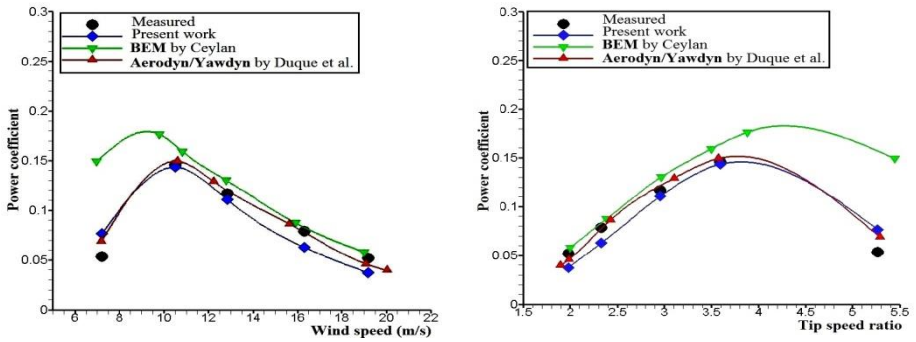 0.3
0.25
0.2
0.15
0.1
0.05
0
Power coefficient
Measured
Present work
BEM by Ceylan
Aerodyn/Yawdyn by Duque et al.
6 8 10 12 14 16 18 20 22
Wind speed (m/s)
0.3
0.25
0.2
0.15
0.1
0.05
0
Power coefficient
Measured
Present work
BEM by Ceylan
Aerodyn/Yawdyn by Duque et al.
1.5 2 2.5 3 3.5 4 4.5 5 5.5
Tip speed ratio